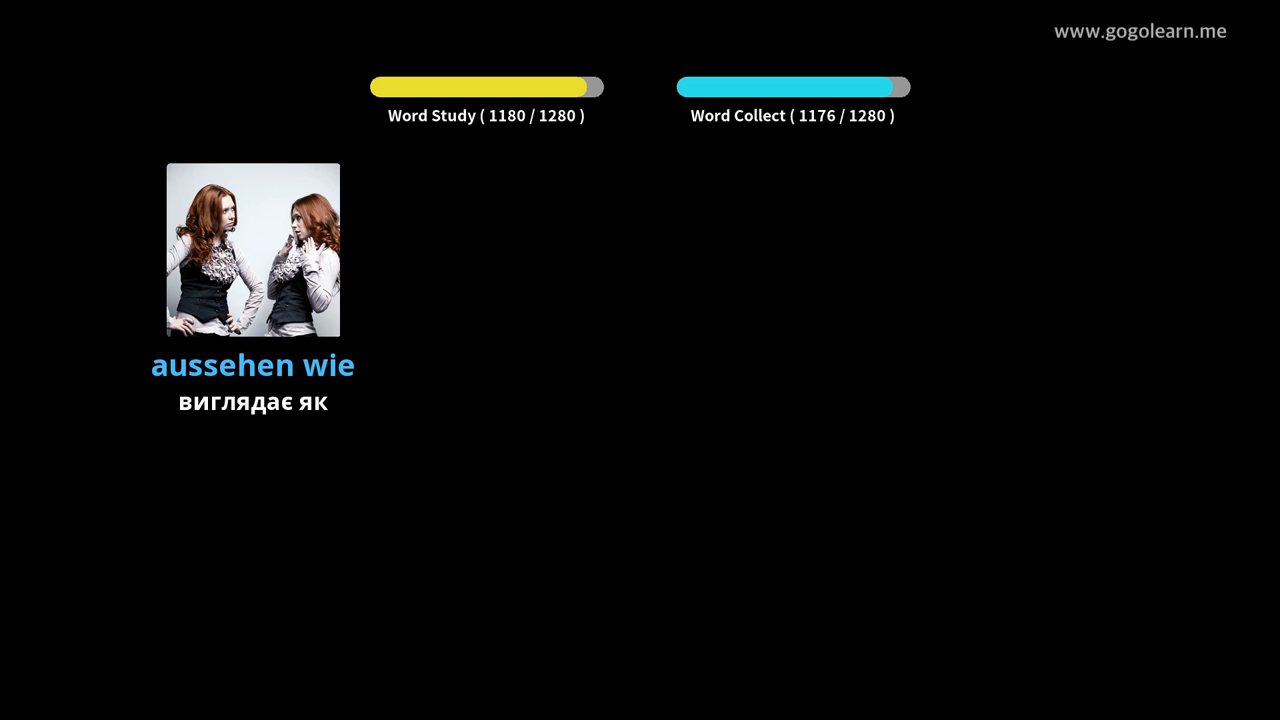 www.gogolearn.me
Word Study ( 1180 / 1280 )
Word Collect ( 1176 / 1280 )
aussehen wie
виглядає як